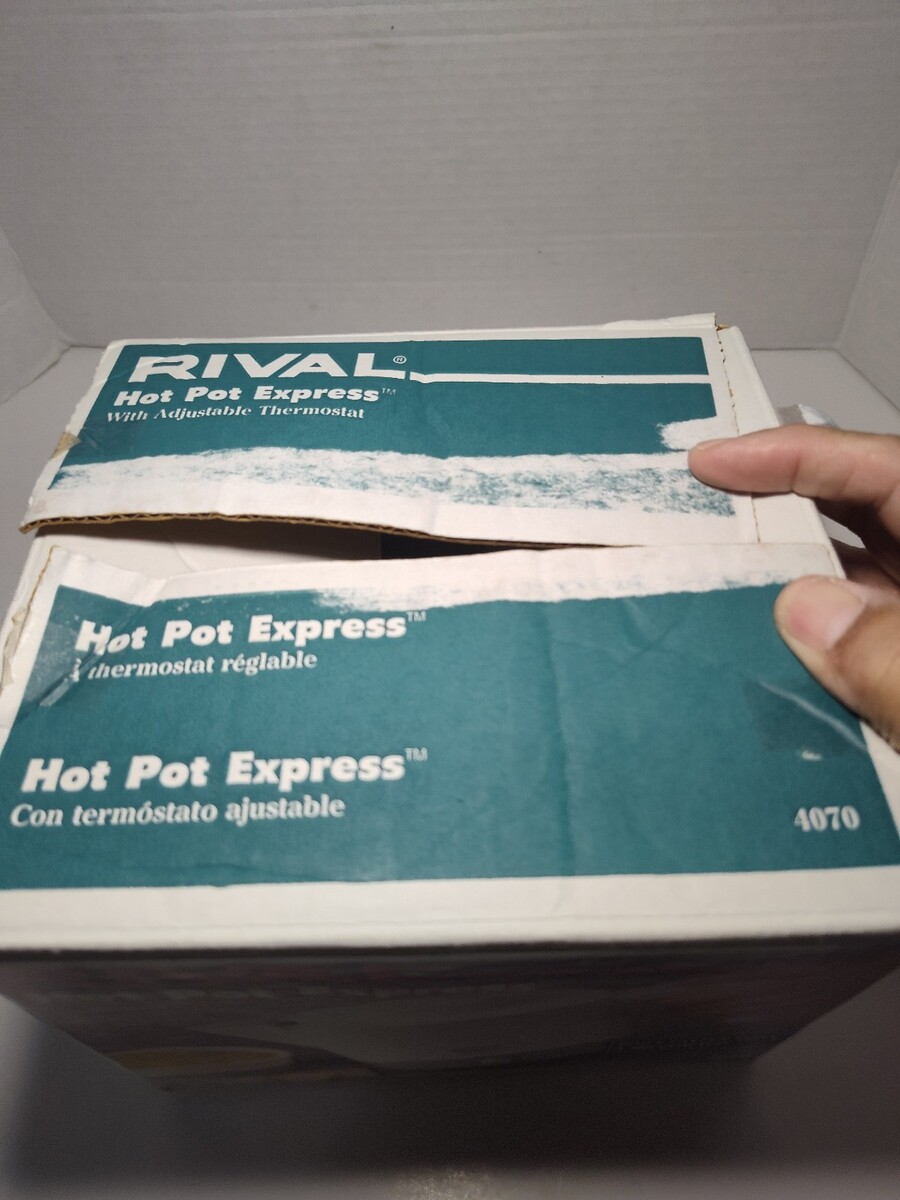 RIVAL®
Hot Pot Express™
With Adjustable Thermostat
Hot Pot Express™
À thermostat réglable
Hot Pot Express™
Con termóstato ajustable
4070